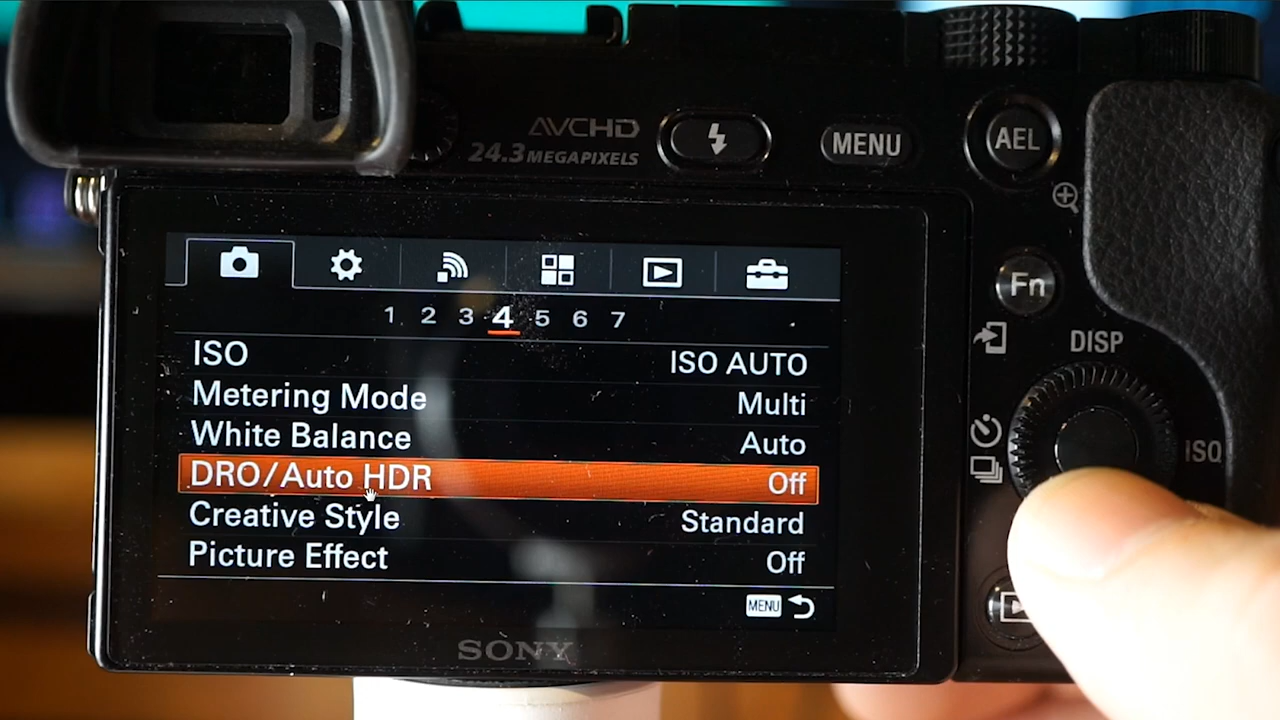 AVCHD
24.3 MEGAPIXELS
MENU
AEL
Fn
DISP
ISO
1 2 3 4 5 6 7
ISO ISO AUTO
Metering Mode Multi
White Balance Auto
DRO/Auto HDR Off
Creative Style Standard
Picture Effect Off
MENU
SONY